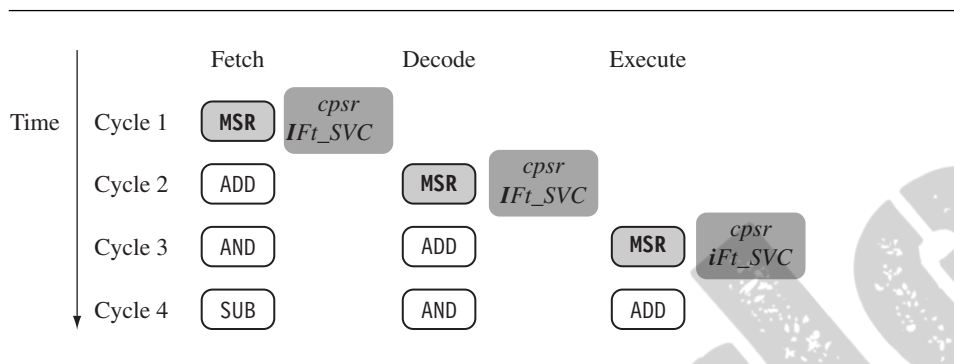 Fetch Decode Execute
Time Cycle 1 MSR cpsr
IFt_SVC
Cycle 2 ADD MSR cpsr
IFt_SVC
Cycle 3 AND ADD MSR cpsr
iFt_SVC
Cycle 4 SUB AND ADD